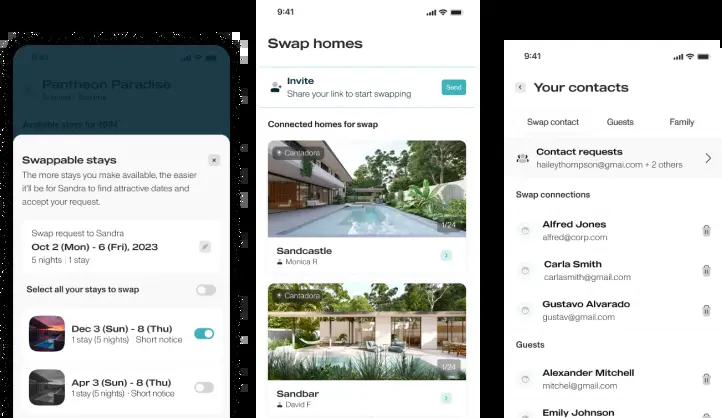 9:41
Pantheon Paradise
Available stays for 2024
Swappable stays
The more stays you make available, the easier
it'll be for Sandra to find attractive dates and
accept your request.
Swap request to Sandra
Oct 2 (Mon) - 6 (Fri), 2023
5 nights | 1 stay
Select all your stays to swap
Dec 3 (Sun) - 8 (Thu)
1 stay (5 nights) · Short notice
Apr 3 (Sun) - 8 (Thu)
1 stay (5 nights) · Short notice
9:41
Swap homes
Invite
Share your link to start swapping
Send
Connected homes for swap
Cantadora
1/24
Sandcastle
Monica R
Cantadora
1/24
Sandbar
David F
9:41
Your contacts
Swap contact
Guests
Family
Contact requests
haileythompson@gmai.com + 2 others
Swap connections
Alfred Jones
alfred@corp.com
Carla Smith
carlasmith@gmail.com
Gustavo Alvarado
gustav@gmail.com
Guests
Alexander Mitchell
mitchel@gmail.com
Emily Johnson